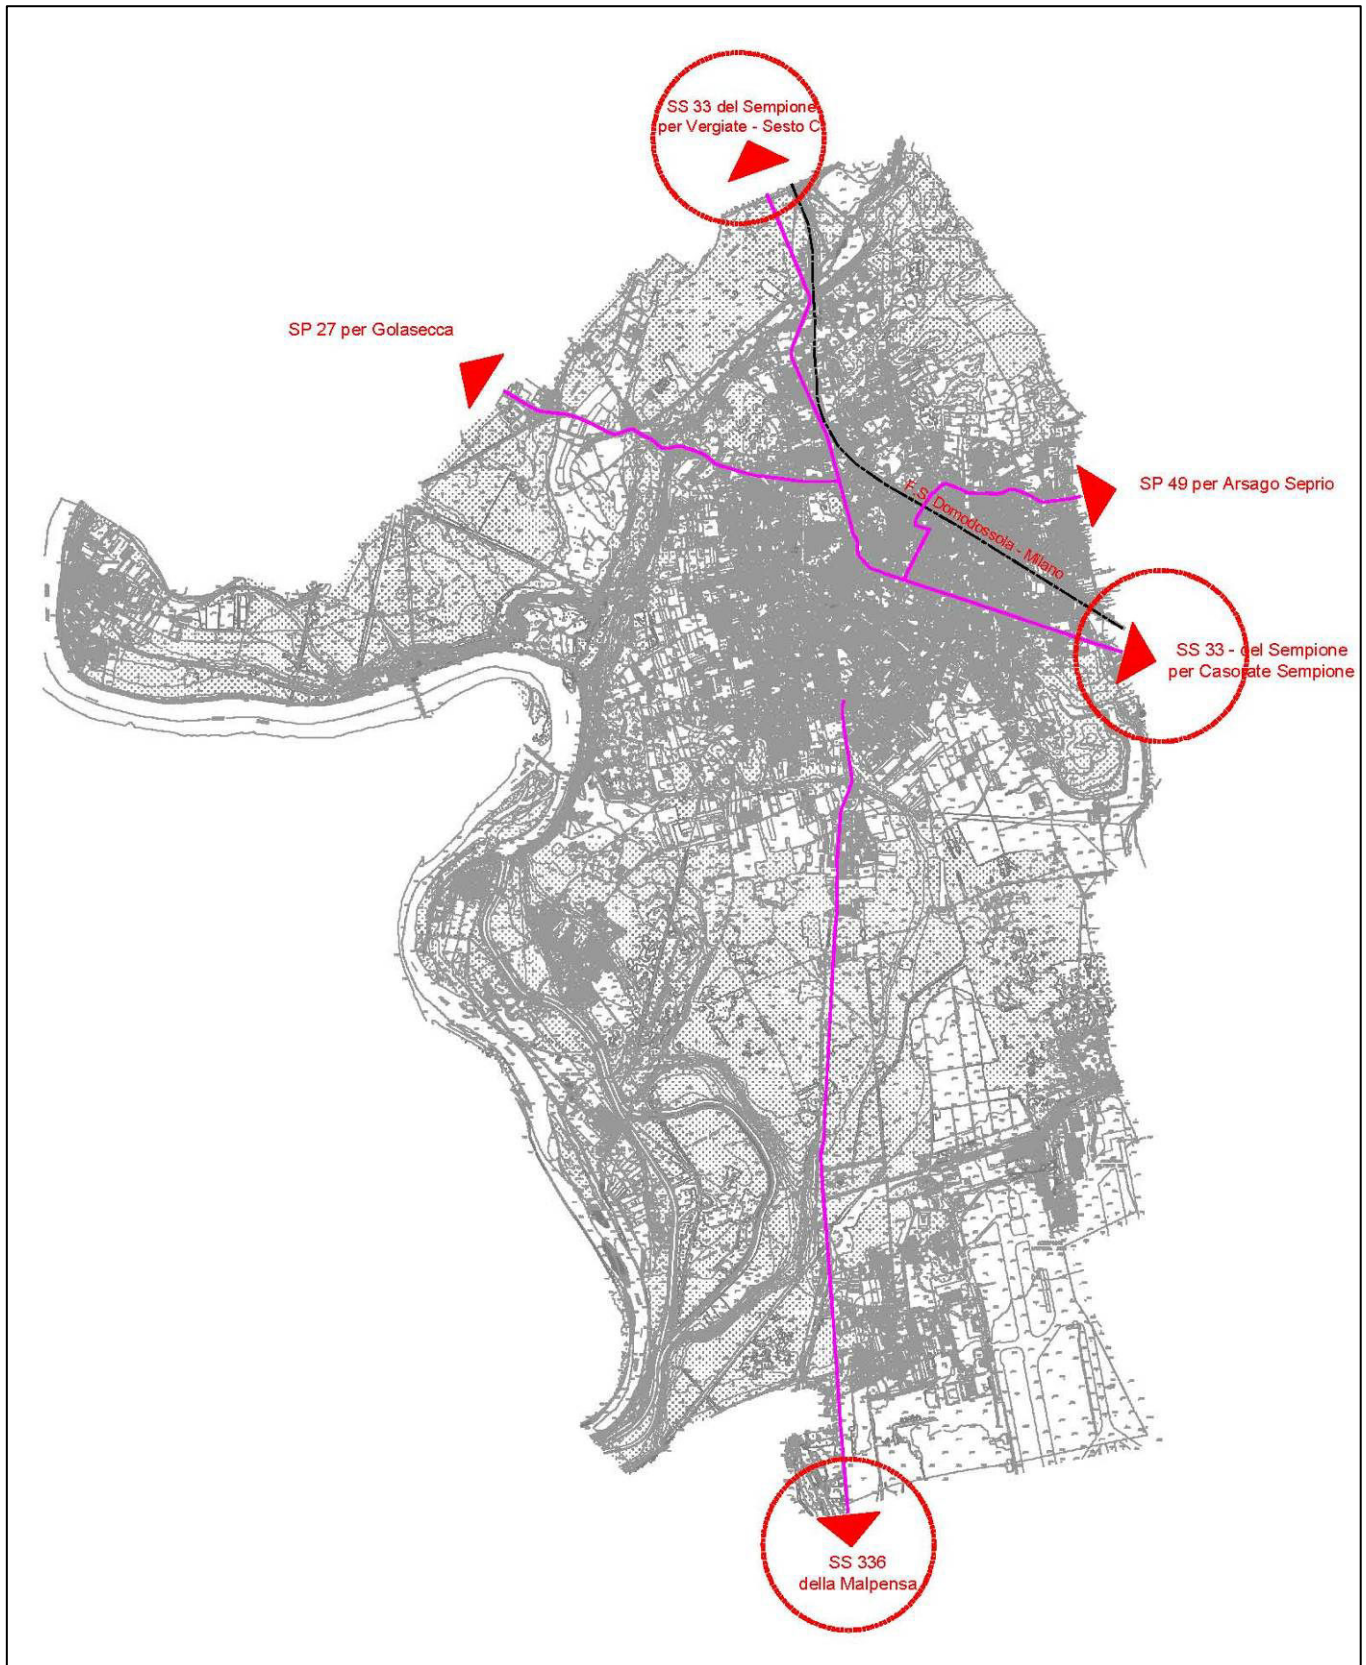 SS 33 del Sempione
per Vergiate - Sesto C
SP 27 per Golasecca
SP 49 per Arsago Seprio
F.S. Domodossola - Milano
SS 33 - del Sempione
per Casorate Sempione
SS 336
della Malpensa